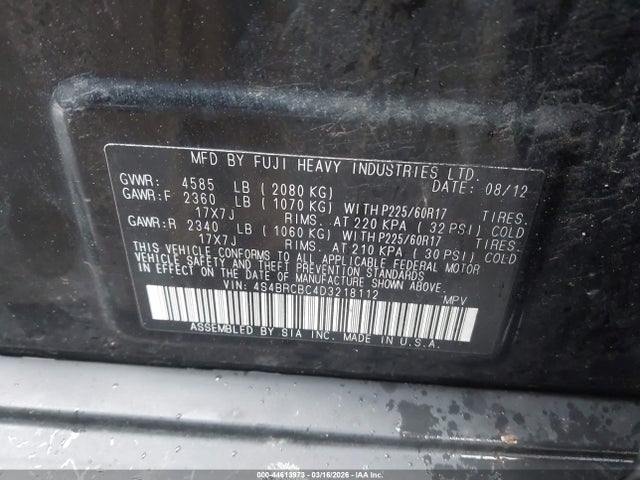 MFD BY FUJI HEAVY INDUSTRIES LTD.
GVWR: 4585 LB (2080 KG) DATE: 08/12
GAWR:F 2360 LB (1070 KG) WITH P225/60R17 TIRES.
17X7J RIMS. AT 220 KPA (32 PSI) COLD
GAWR:R 2340 LB (1060 KG) WITH P225/60R17 TIRES.
17X7J RIMS. AT 210 KPA (30 PSI) COLD
THIS VEHICLE CONFORMS TO ALL APPLICABLE FEDERAL MOTOR
VEHICLE SAFETY AND THEFT PREVENTION STANDARDS
IN EFFECT ON THE DATE OF MANUFACTURE SHOWN ABOVE.
VIN: 4S4BRCBC4D3218112 MPV
ASSEMBLED BY SIA INC. MADE IN U.S.A.
000-44613973 - 03/16/2026 - COPYRIGHT IAA, INC.